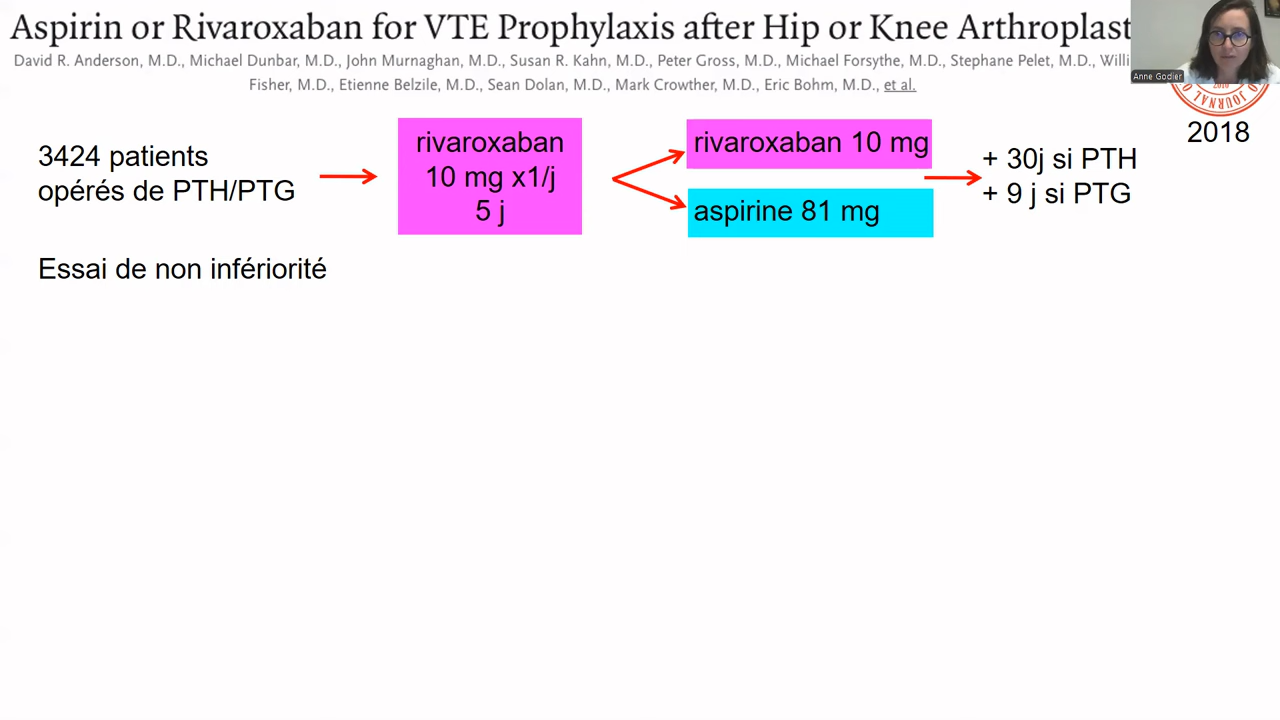 Aspirin or Rivaroxaban for VTE Prophylaxis after Hip or Knee Arthroplast
David R. Anderson, M.D., Michael Dunbar, M.D., John Murnaghan, M.D., Susan R. Kahn, M.D., Peter Gross, M.D., Michael Forsythe, M.D., Stephane Pelet, M.D., Willi
Fisher, M.D., Etienne Belzile, M.D., Sean Dolan, M.D., Mark Crowther, M.D., Eric Bohm, M.D., et al.
Anne Godier
JOURNAL
2018
3424 patients
opérés de PTH/PTG
rivaroxaban
10 mg x1/j
5 j
rivaroxaban 10 mg
aspirine 81 mg
+ 30j si PTH
+ 9 j si PTG
Essai de non infériorité